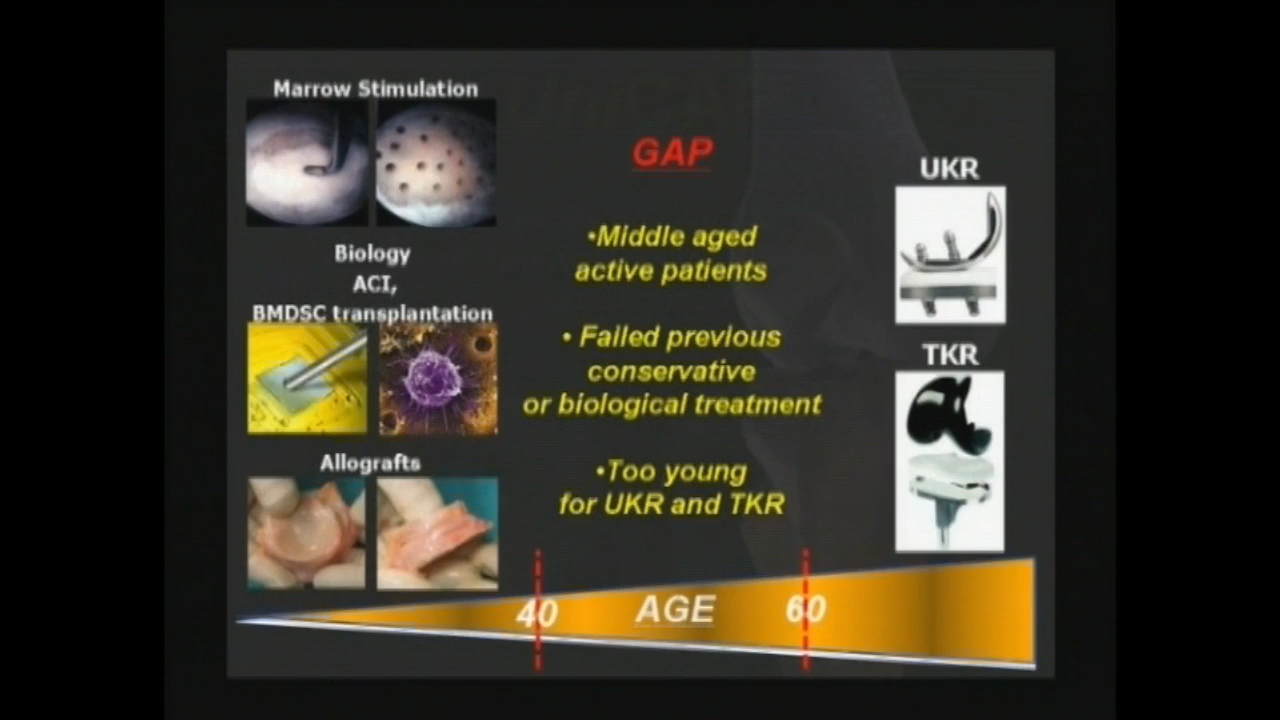 Marrow Stimulation
Biology
ACI,
BMDSC transplantation
Allografts
GAP
•Middle aged
active patients
• Failed previous
conservative
or biological treatment
•Too young
for UKR and TKR
UKR
TKR
40 AGE 60